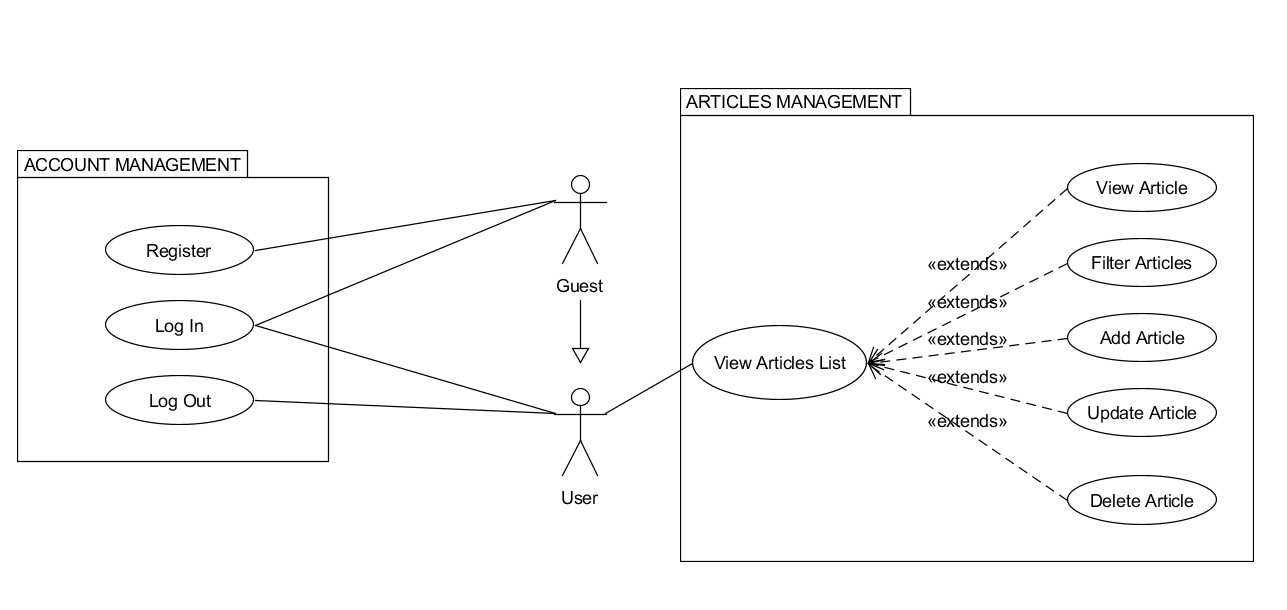 ARTICLES MANAGEMENT
ACCOUNT MANAGEMENT
Register
Log In
Log Out
Guest
User
View Articles List
«extends»
«extends»
«extends»
«extends»
«extends»
View Article
Filter Articles
Add Article
Update Article
Delete Article